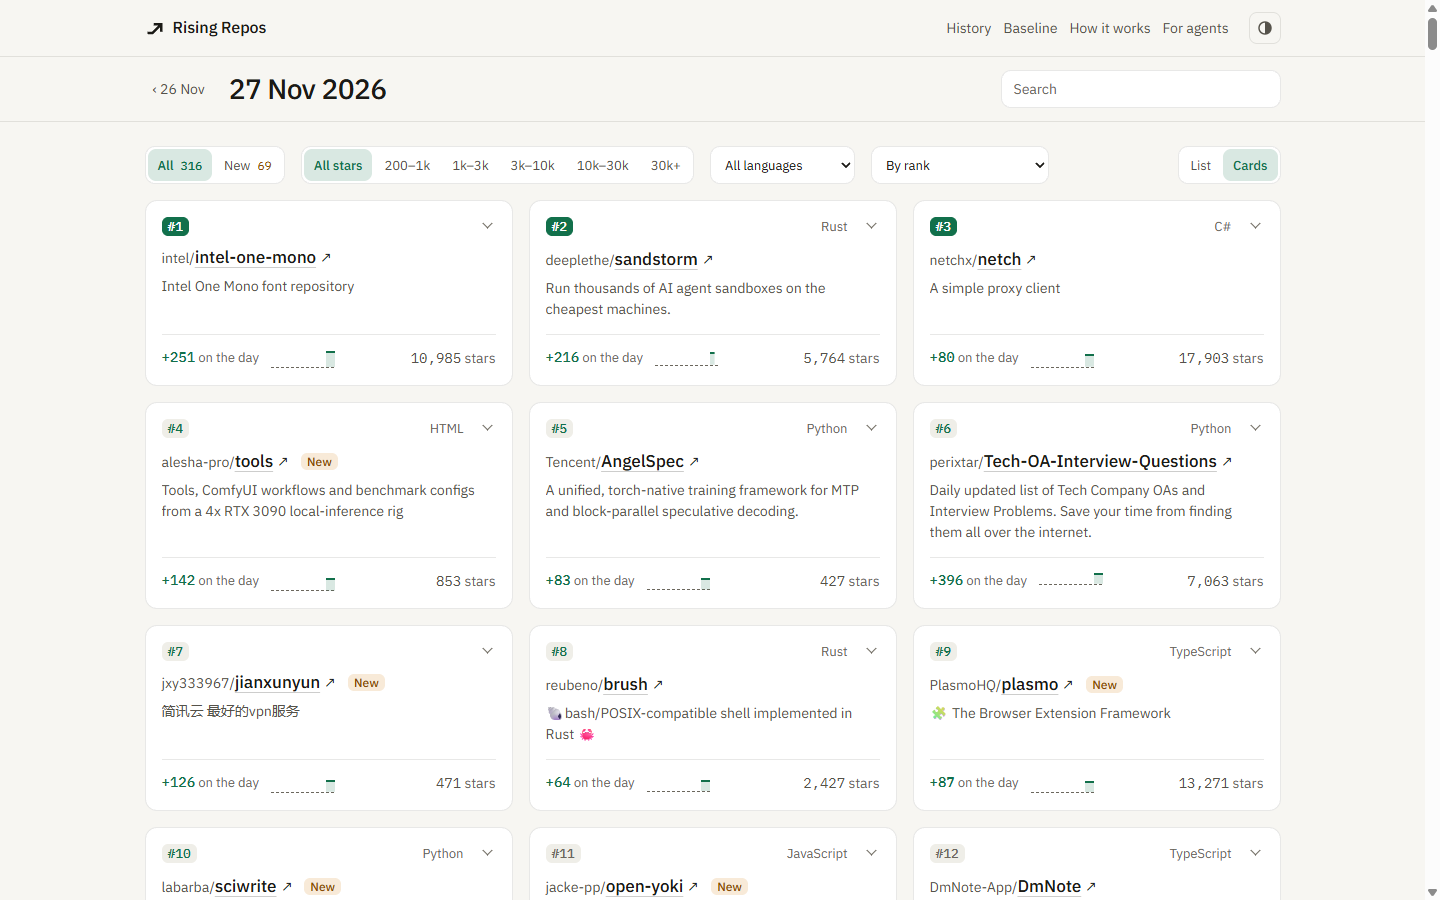 Rising Repos
History Baseline How it works For agents
‹ 26 Nov 27 Nov 2026 Search
All 316 New 69 All stars 200–1k 1k–3k 3k–10k 10k–30k 30k+ All languages By rank List Cards
#1
intel/intel-one-mono ↗
Intel One Mono font repository
+251 on the day 10,985 stars
#2 Rust
deeplethe/sandstorm ↗
Run thousands of AI agent sandboxes on the
cheapest machines.
+216 on the day 5,764 stars
#3 C#
netchx/netch ↗
A simple proxy client
+80 on the day 17,903 stars
#4 HTML
alesha-pro/tools ↗ New
Tools, ComfyUI workflows and benchmark configs
from a 4x RTX 3090 local-inference rig
+142 on the day 853 stars
#5 Python
Tencent/AngelSpec ↗
A unified, torch-native training framework for MTP
and block-parallel speculative decoding.
+83 on the day 427 stars
#6 Python
perixtar/Tech-OA-Interview-Questions ↗
Daily updated list of Tech Company OAs and
Interview Problems. Save your time from finding
them all over the internet.
+396 on the day 7,063 stars
#7
jxy333967/jianxunyun ↗ New
简讯云 最好的vpn服务
+126 on the day 471 stars
#8 Rust
reubeno/brush ↗
🐚 bash/POSIX-compatible shell implemented in
Rust 🦀
+64 on the day 2,427 stars
#9 TypeScript
PlasmoHQ/plasmo ↗ New
🧩 The Browser Extension Framework
+87 on the day 13,271 stars
#10 Python
labarba/sciwrite ↗ New
#11 JavaScript
jacke-pp/open-yoki ↗ New
#12 TypeScript
DmNote-App/DmNote ↗